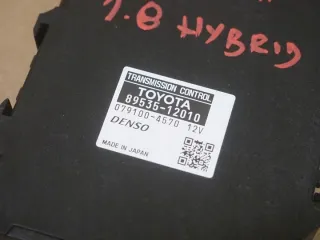 1.8 HYBRID
TRANSMISSION CONTROL
TOYOTA
89535-12010
079100-4570 12V
DENSO
MADE IN JAPAN